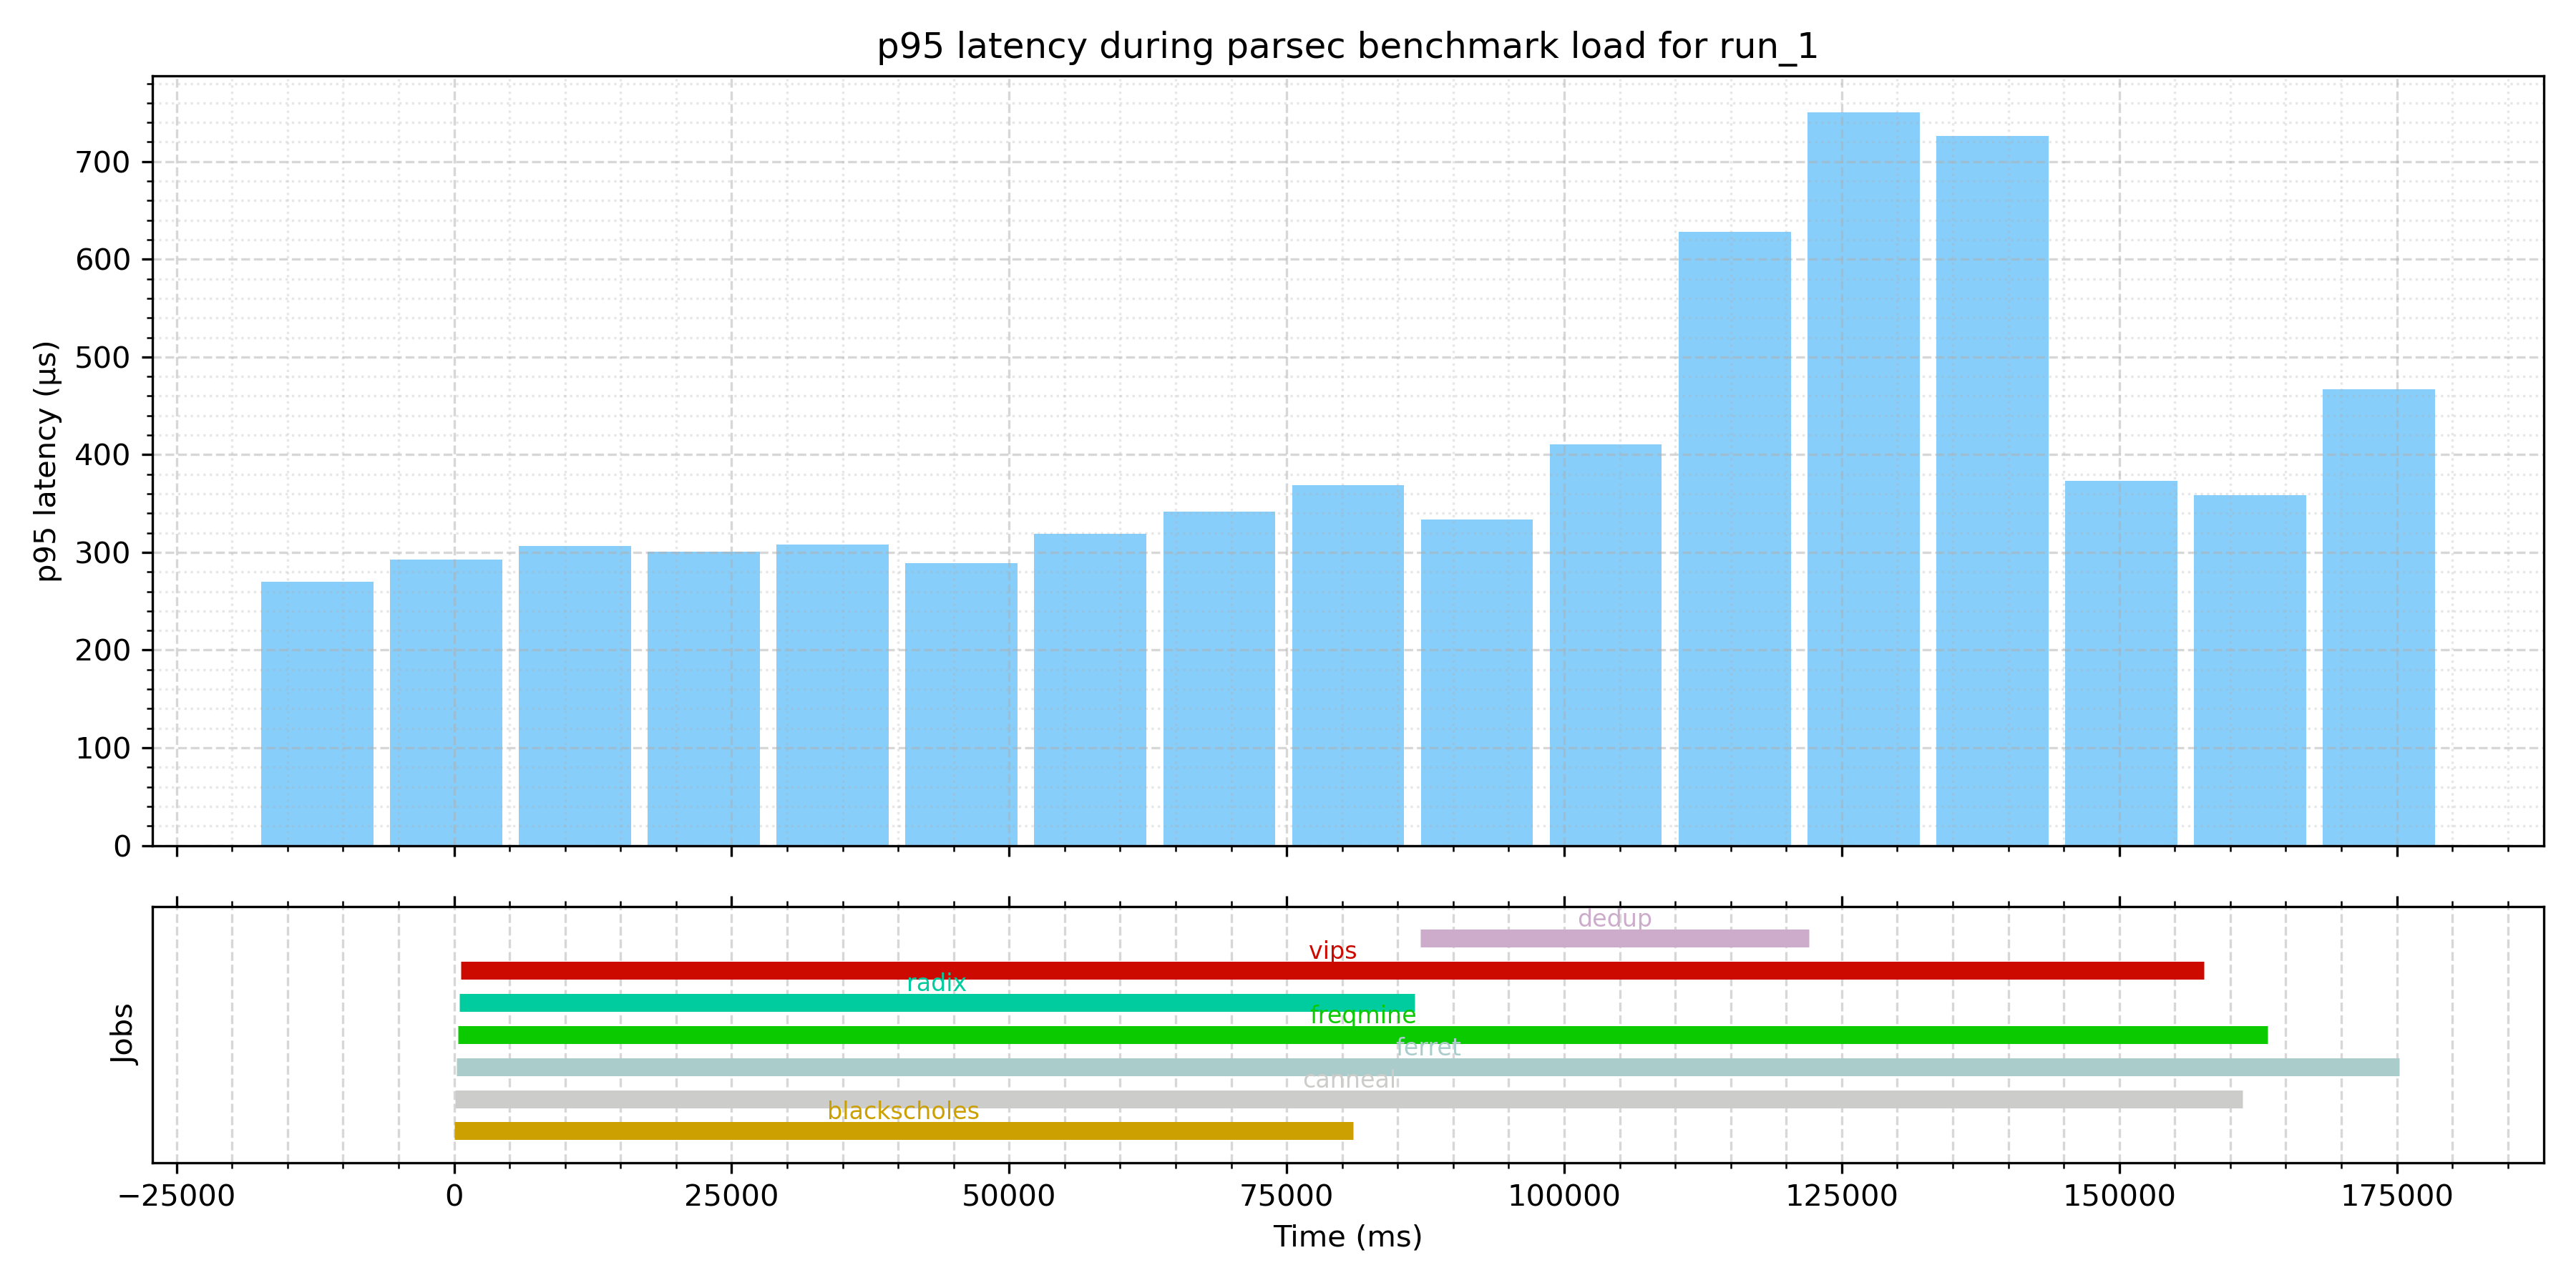 p95 latency during parsec benchmark load for run_1
p95 latency (μs)
700
600
500
400
300
200
100
0
Jobs
dedup
vips
radix
freqmine
ferret
canneal
blackscholes
−25000 0 25000 50000 75000 100000 125000 150000 175000
Time (ms)